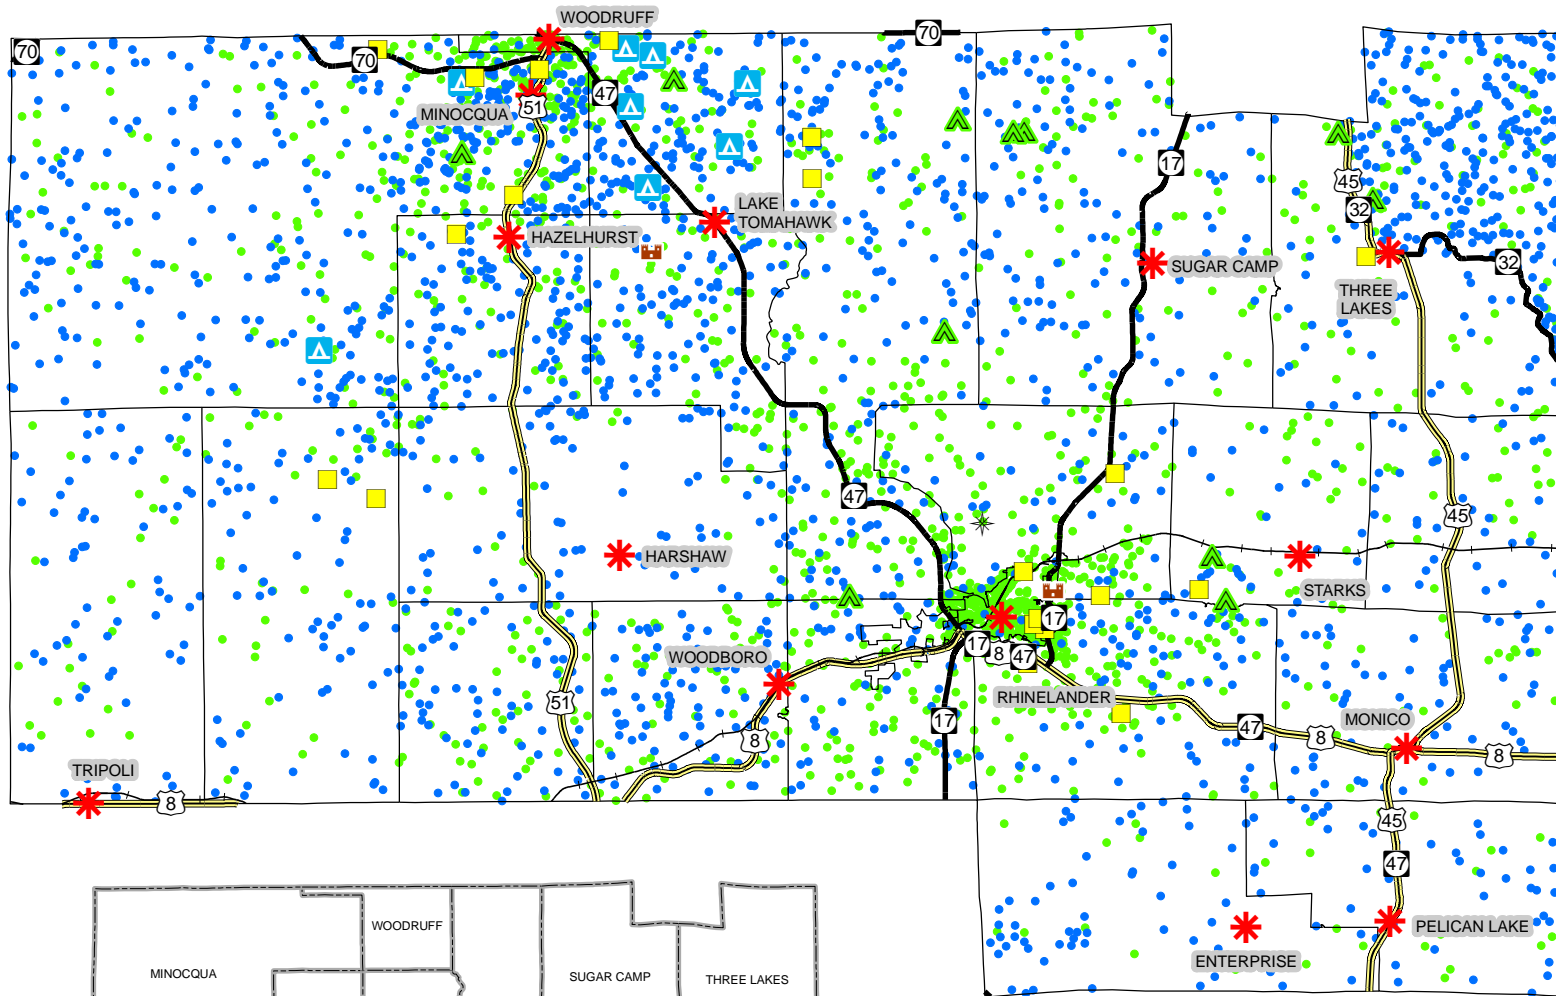 WOODRUFF
70
70
70
47
MINOCQUA
51
17
45
32
LAKE
TOMAHAWK
HAZELHURST
SUGAR CAMP
32
THREE
LAKES
47
45
HARSHAW
STARKS
17
17
8
47
WOODBORO
RHINELANDER
51
17
8
47
8
MONICO
8
TRIPOLI
8
45
47
PELICAN LAKE
ENTERPRISE
WOODRUFF
MINOCQUA
SUGAR CAMP
THREE LAKES